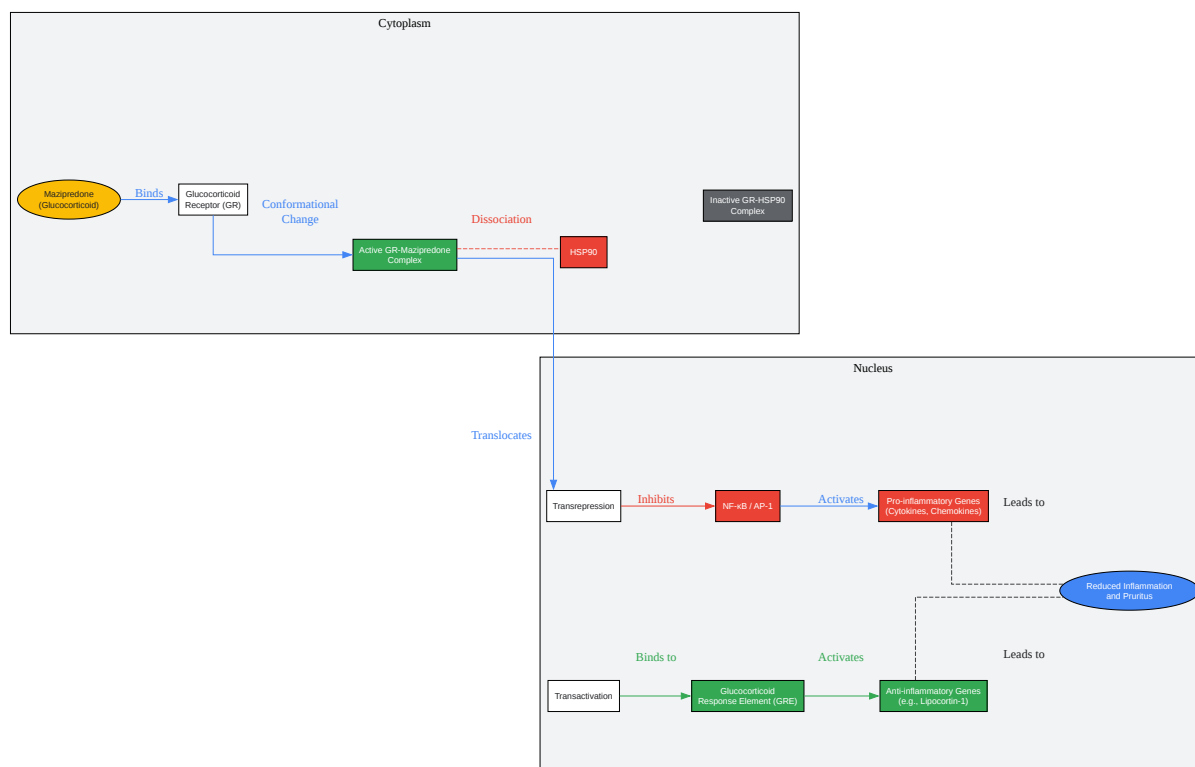 Cytoplasm
Mazipredone
(Glucocorticoid)
Binds
Glucocorticoid
Receptor (GR)
Conformational
Change
Active GR-Mazipredone
Complex
Dissociation
HSP90
Inactive GR-HSP90
Complex
Nucleus
Translocates
Transrepression
Inhibits
NF-κB / AP-1
Activates
Pro-inflammatory Genes
(Cytokines, Chemokines)
Leads to
Reduced Inflammation
and Pruritus
Transactivation
Binds to
Glucocorticoid
Response Element (GRE)
Activates
Anti-inflammatory Genes
(e.g., Lipocortin-1)
Leads to